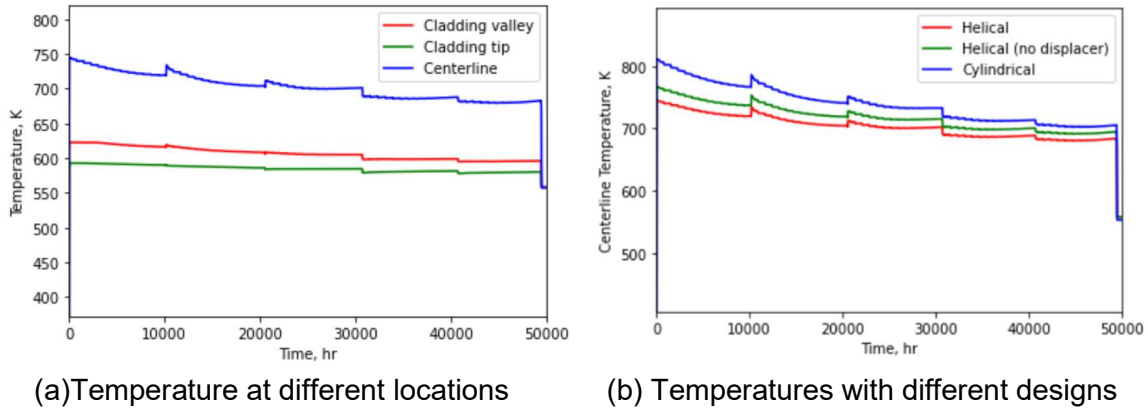 800
750
700
650
600
550
500
450
400
Temperature, K
Cladding valley
Cladding tip
Centerline
0
10000
20000
30000
40000
50000
Time, hr
(a)Temperature at different locations
800
700
600
500
Centerline Temperature, K
Helical
Helical (no displacer)
Cylindrical
0
10000
20000
30000
40000
50000
Time, hr
(b) Temperatures with different designs